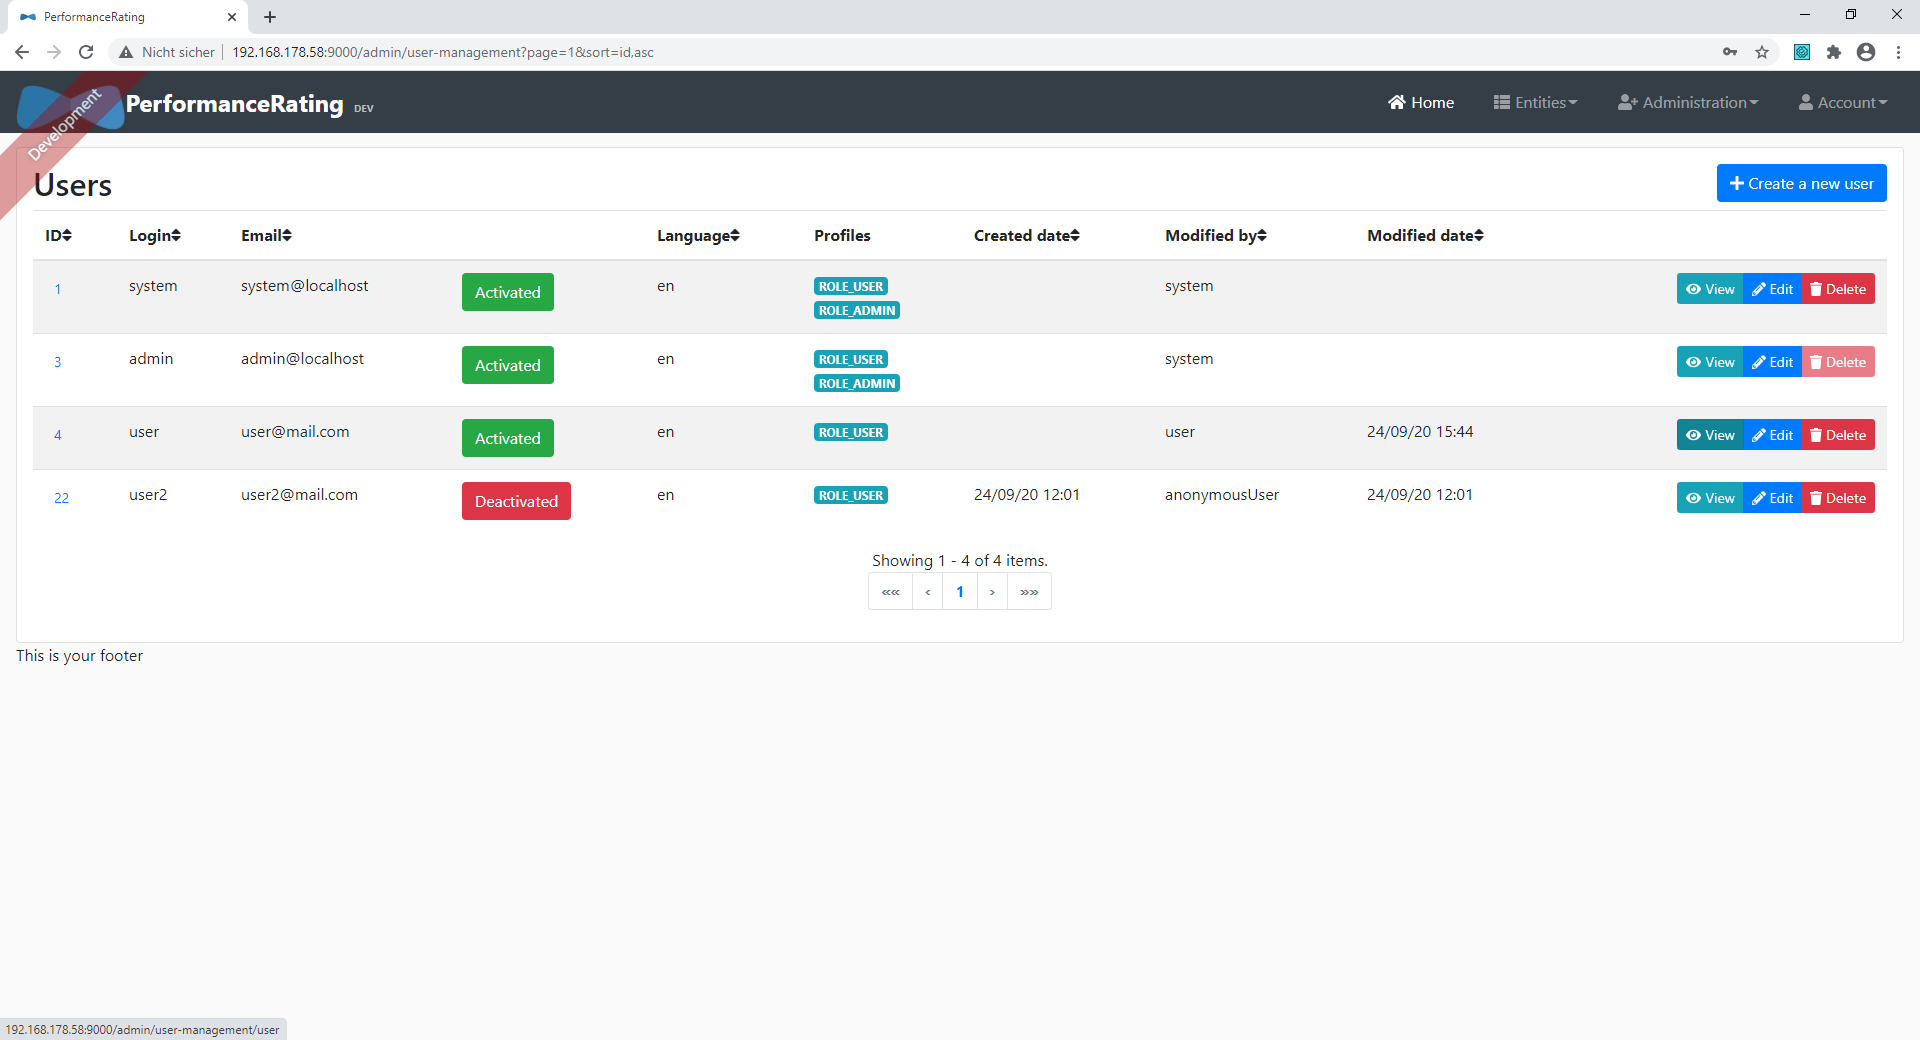 PerformanceRating
Nicht sicher 192.168.178.58:9000/admin/user-management?page=1&sort=id,asc
Development
PerformanceRating DEV Home Entities Administration Account
Users Create a new user
ID Login Email Language Profiles Created date Modified by Modified date
1 system system@localhost Activated en ROLE_USER system View Edit Delete
ROLE_ADMIN
3 admin admin@localhost Activated en ROLE_USER system View Edit Delete
ROLE_ADMIN
4 user user@mail.com Activated en ROLE_USER user 24/09/20 15:44 View Edit Delete
22 user2 user2@mail.com Deactivated en ROLE_USER 24/09/20 12:01 anonymousUser 24/09/20 12:01 View Edit Delete
Showing 1 - 4 of 4 items.
«« ‹ 1 › »»
This is your footer
192.168.178.58:9000/admin/user-management/user